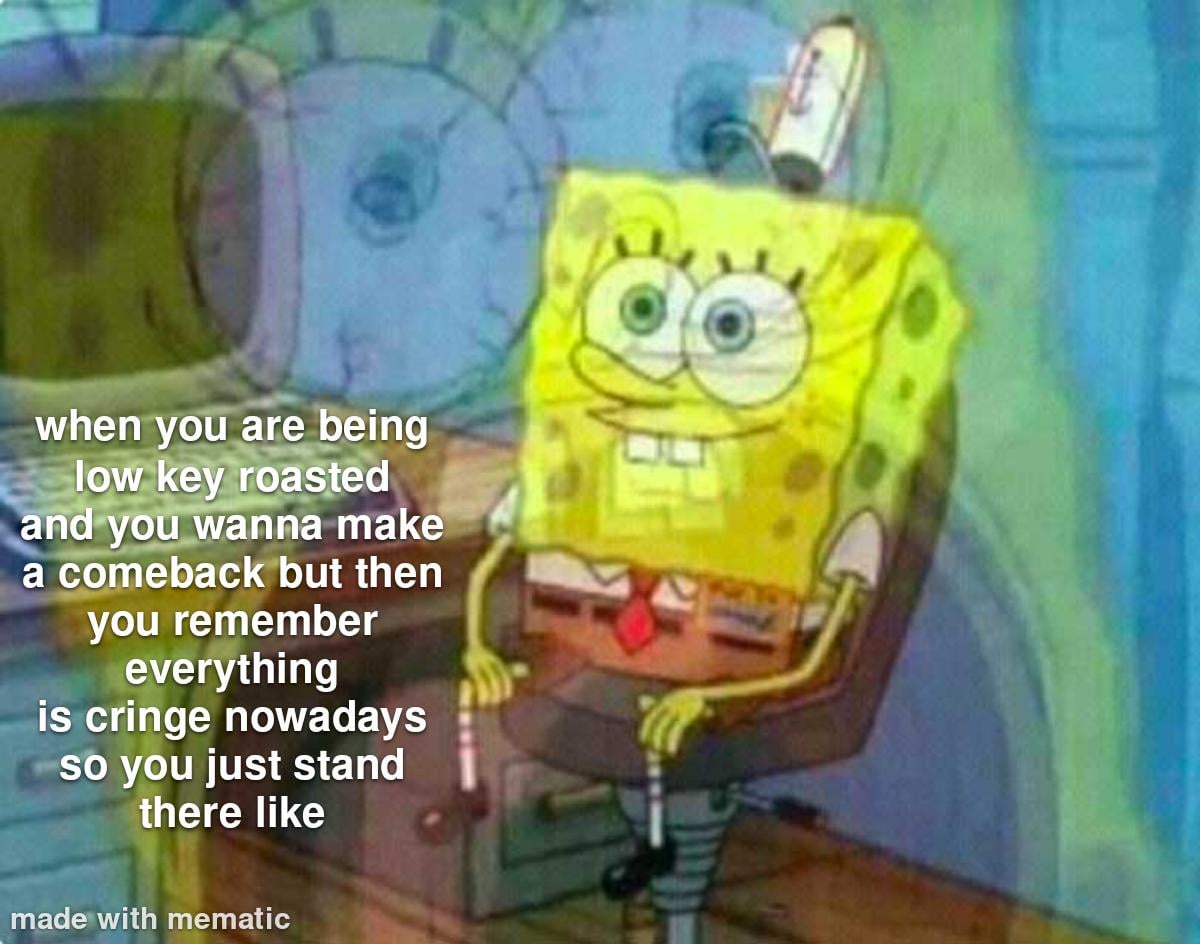 when you are being
low key roasted
and you wanna make
a comeback but then
you remember
everything
is cringe nowadays
so you just stand
there like
made with mematic